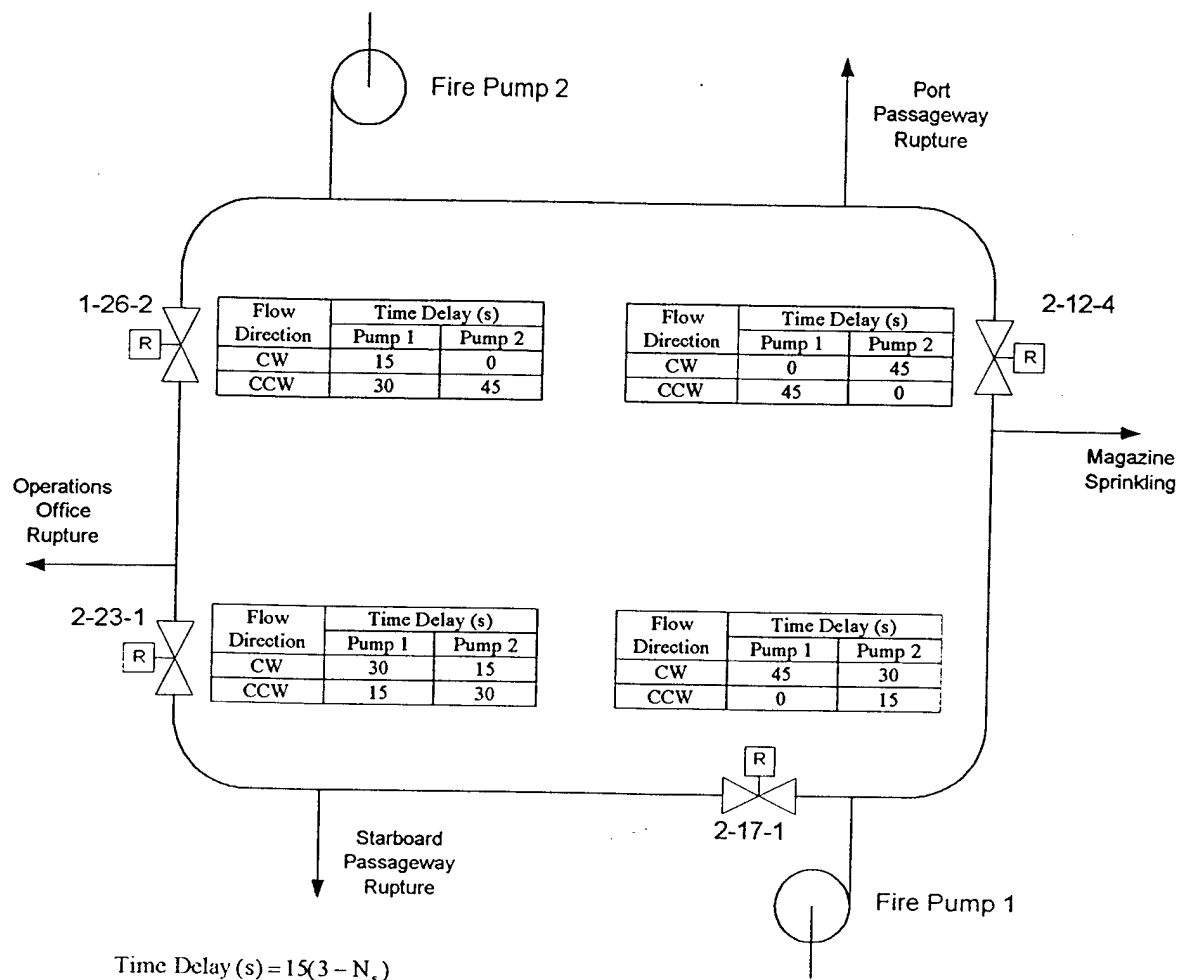 Fire Pump 2
Port
Passageway
Rupture
1-26-2
R
Flow
Direction
Time Delay (s)
Pump 1 Pump 2
CW 15 0
CCW 30 45
Flow
Direction
Time Delay (s)
Pump 1 Pump 2
CW 0 45
CCW 45 0
2-12-4
R
Magazine
Sprinkling
Operations
Office
Rupture
2-23-1
R
Flow
Direction
Time Delay (s)
Pump 1 Pump 2
CW 30 15
CCW 15 30
Flow
Direction
Time Delay (s)
Pump 1 Pump 2
CW 45 30
CCW 0 15
R
2-17-1
Starboard
Passageway
Rupture
Fire Pump 1
Time Delay (s) = 15(3 – Ns)